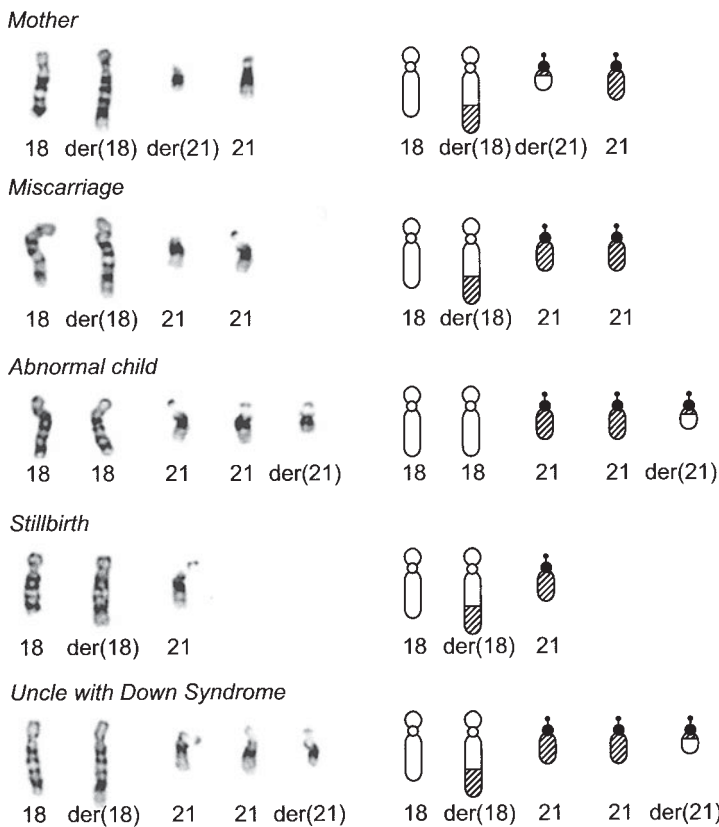 Mother
18 der(18) der(21) 21 18 der(18) der(21) 21
Miscarriage
18 der(18) 21 21 18 der(18) 21 21
Abnormal child
18 18 21 21 der(21) 18 18 21 21 der(21)
Stillbirth
18 der(18) 21 18 der(18) 21
Uncle with Down Syndrome
18 der(18) 21 21 der(21) 18 der(18) 21 21 der(21)